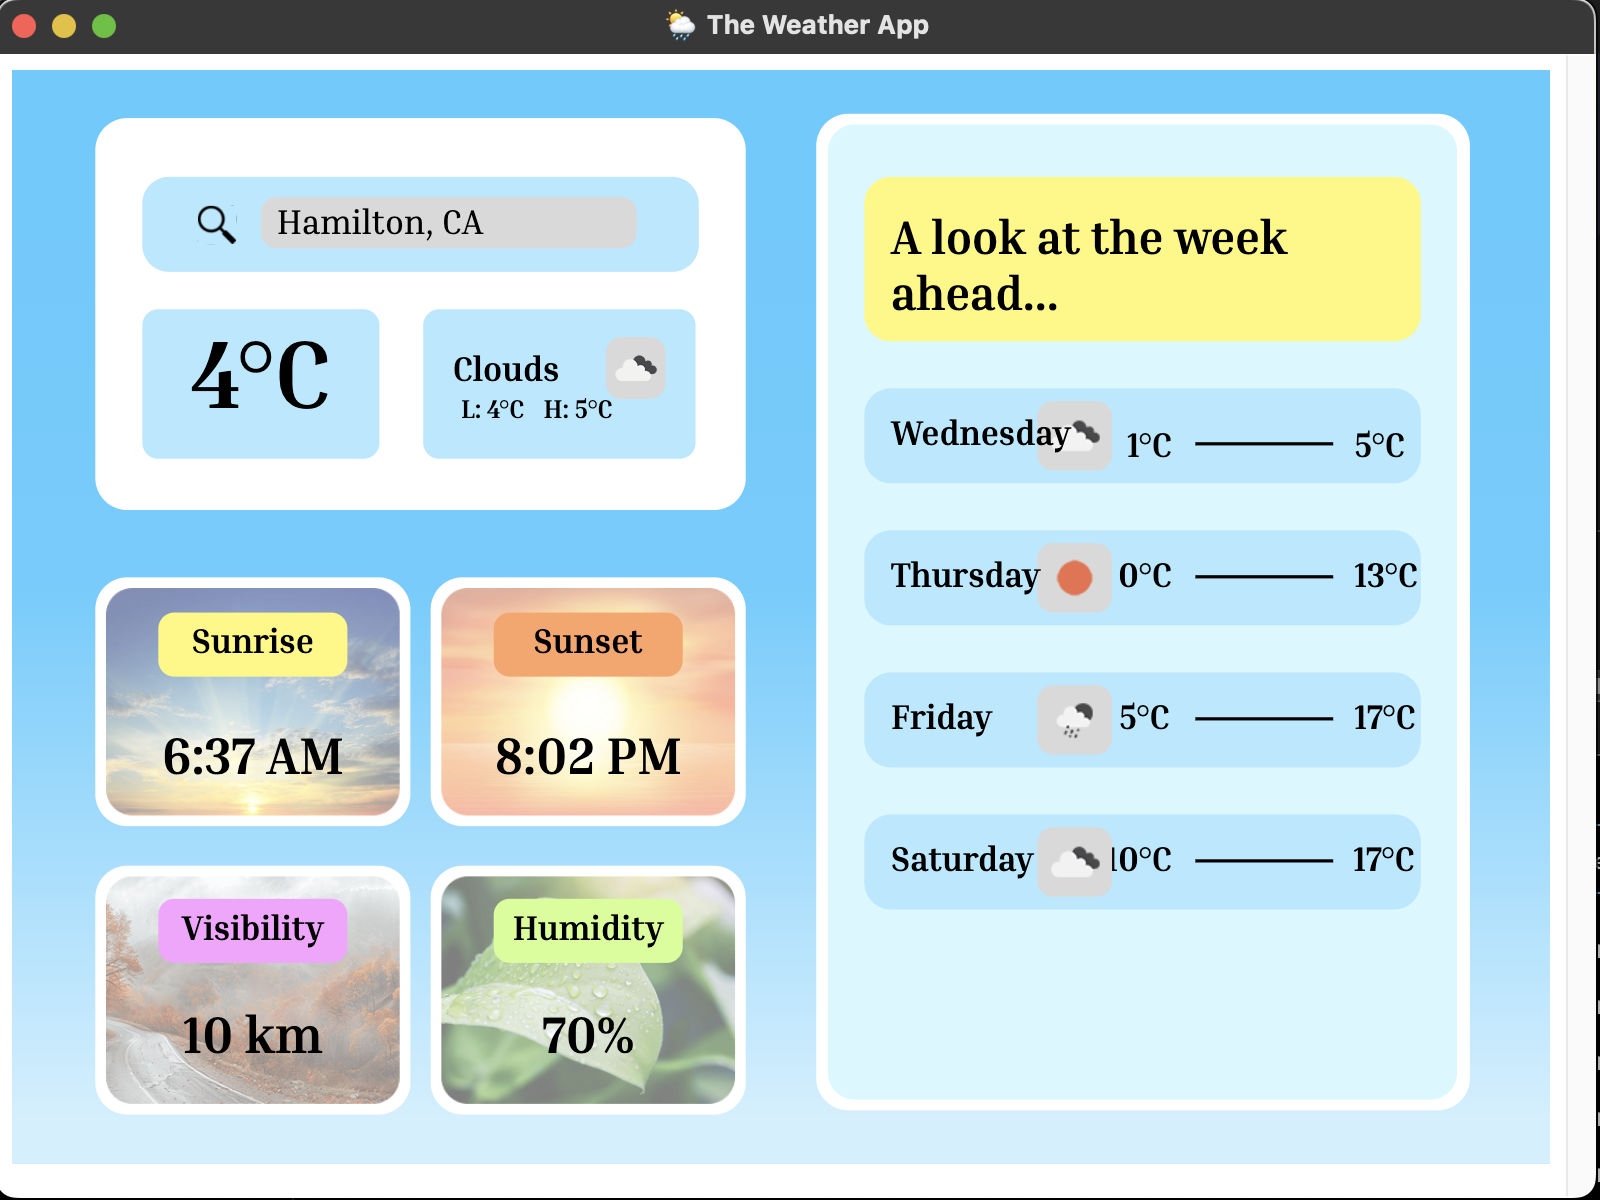 The Weather App
Hamilton, CA
4°C
Clouds
L: 4°C H: 5°C
Sunrise
6:37 AM
Sunset
8:02 PM
Visibility
10 km
Humidity
70%
A look at the week
ahead...
Wednesday 1°C 5°C
Thursday 0°C 13°C
Friday 5°C 17°C
Saturday 10°C 17°C